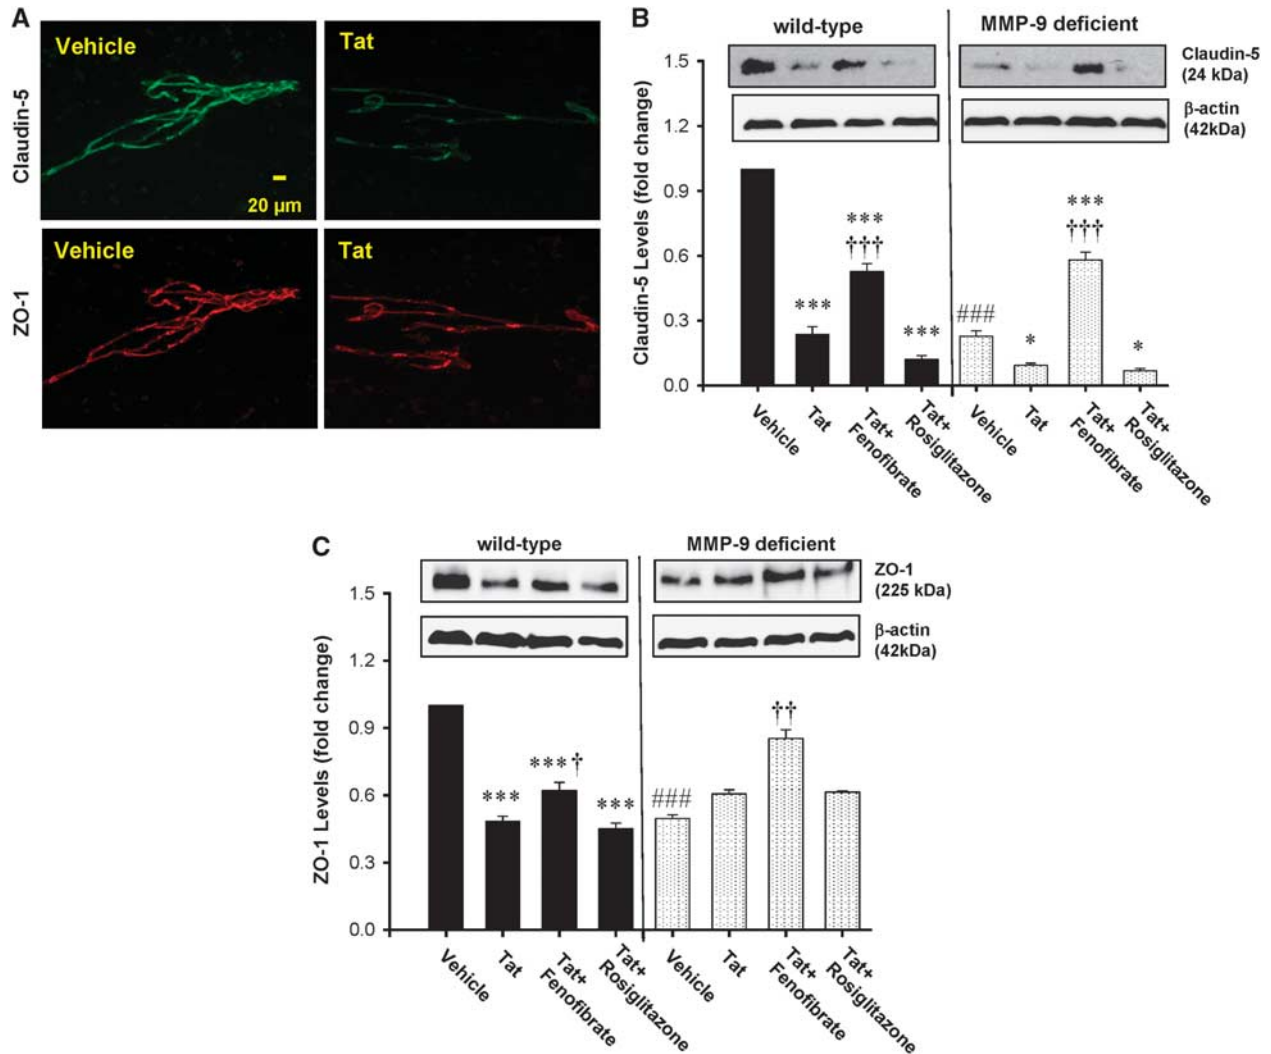 A
Vehicle
Tat
Claudin-5
20 µm
Vehicle
Tat
ZO-1
B
wild-type
MMP-9 deficient
Claudin-5
(24 kDa)
β-actin
(42kDa)
Claudin-5 Levels (fold change)
1.5
1.2
0.9
0.6
0.3
0.0
***
***
†††
***
###
*
***
†††
*
Vehicle
Tat
Tat+
Fenofibrate
Tat+
Rosiglitazone
Vehicle
Tat
Tat+
Fenofibrate
Tat+
Rosiglitazone
C
wild-type
MMP-9 deficient
ZO-1
(225 kDa)
β-actin
(42kDa)
ZO-1 Levels (fold change)
1.5
1.2
0.9
0.6
0.3
0.0
***
***†
***
###
††
Vehicle
Tat
Tat+
Fenofibrate
Tat+
Rosiglitazone
Vehicle
Tat
Tat+
Fenofibrate
Tat+
Rosiglitazone